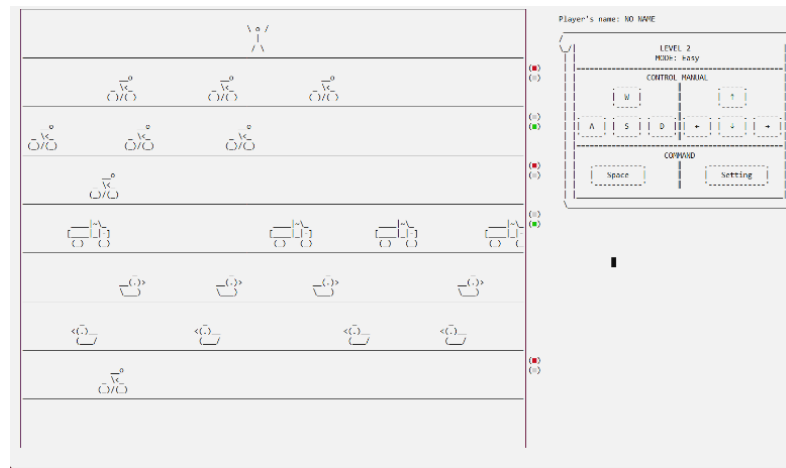 Player's name: NO NAME
LEVEL 2
MODE: Easy
CONTROL MANUAL
W ↑
A S D ← ↓ →
COMMAND
Space Setting